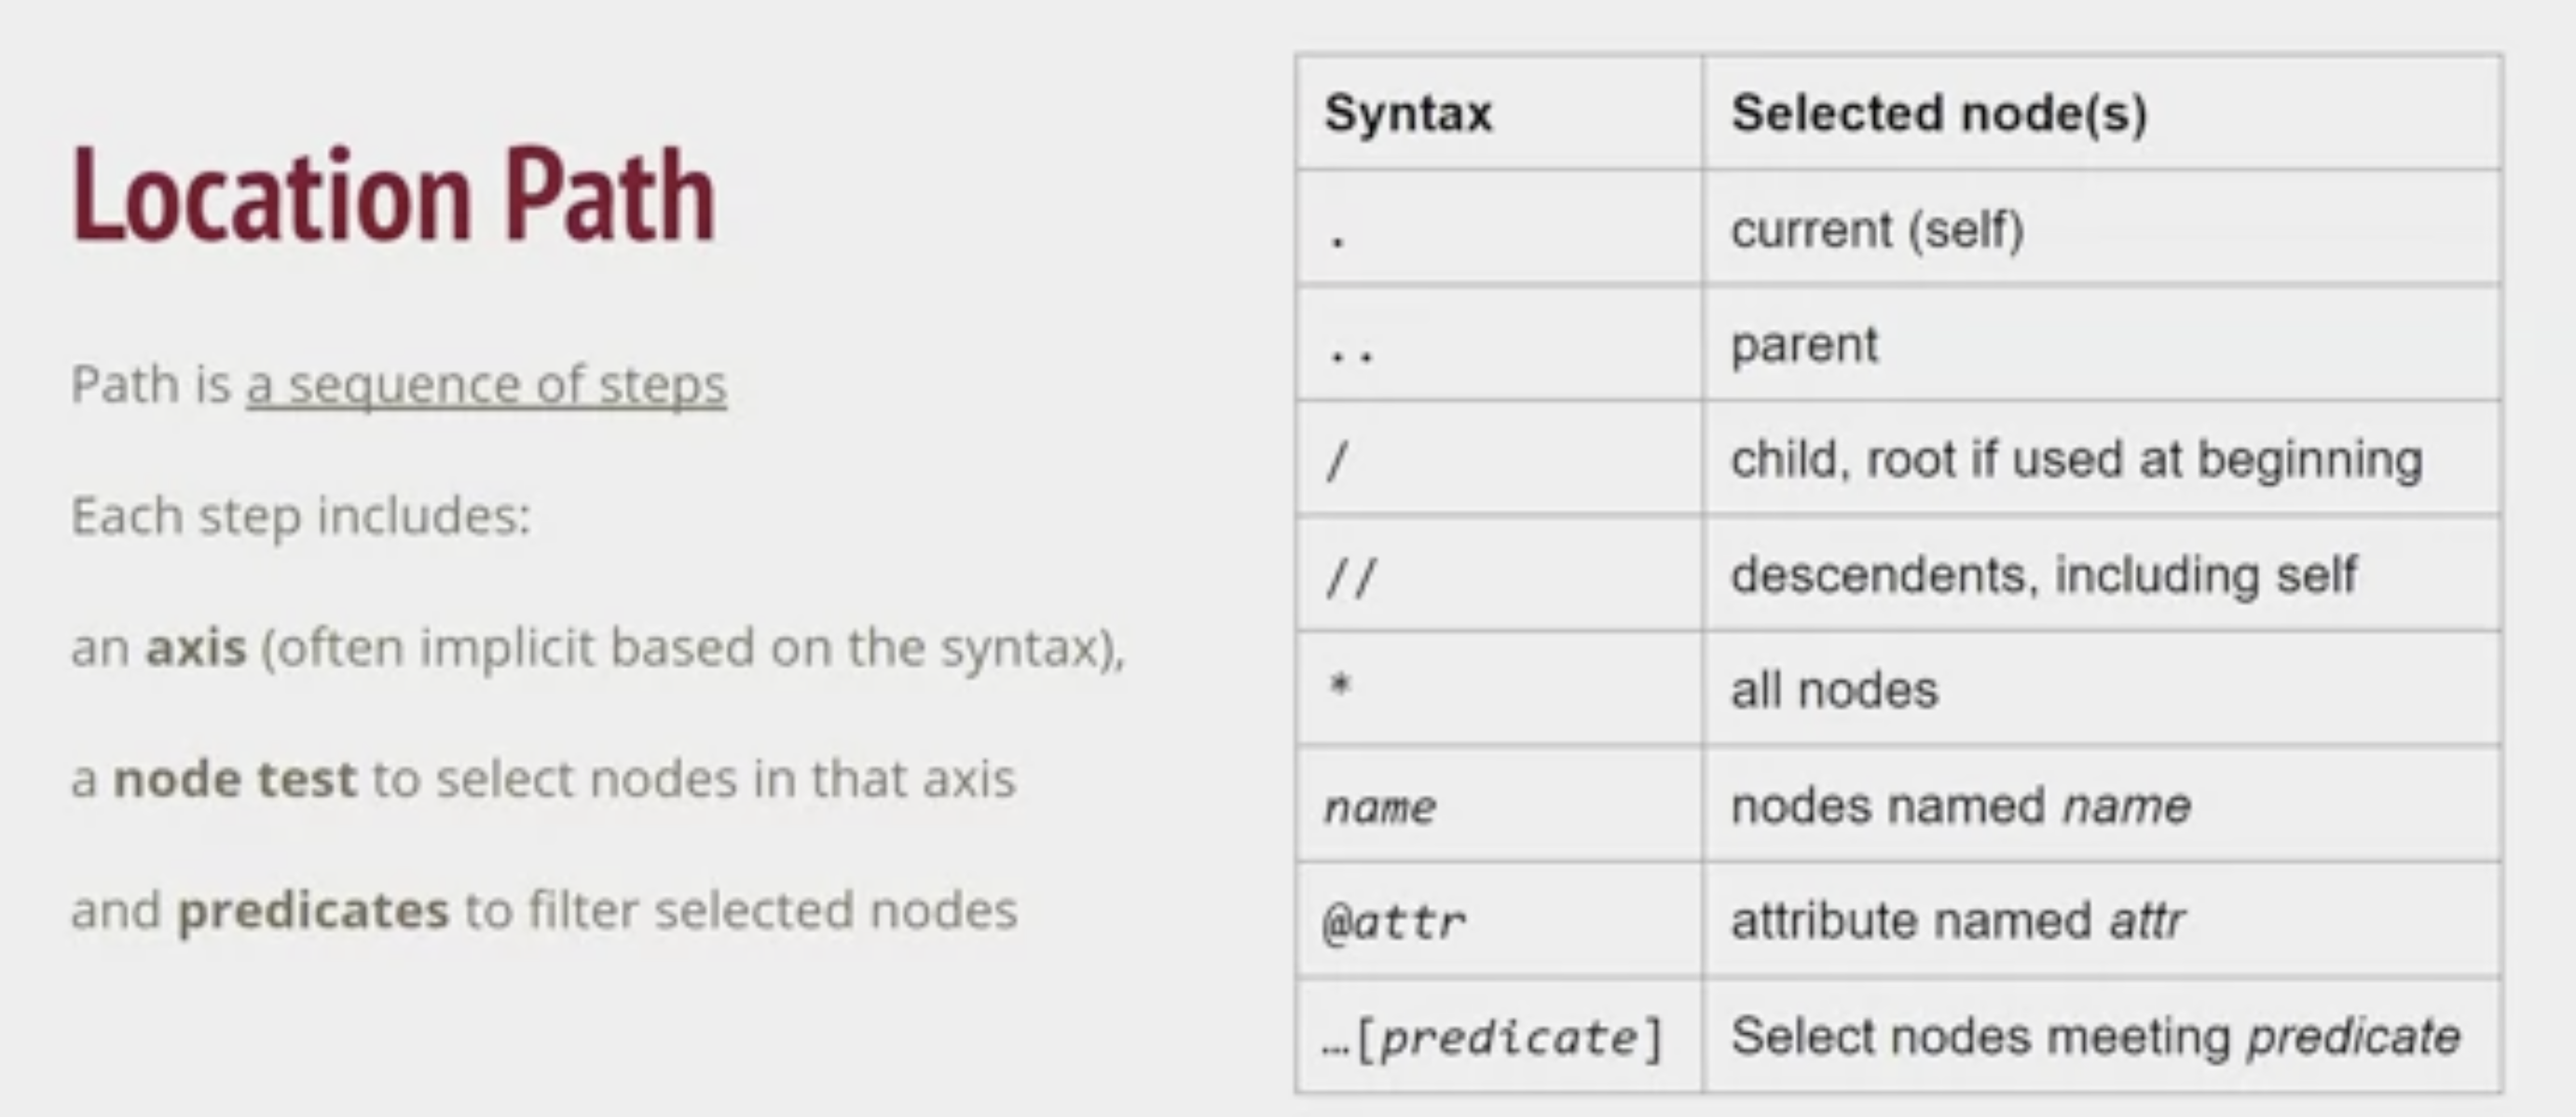 Location Path
Path is a sequence of steps
Each step includes:
an axis (often implicit based on the syntax),
a node test to select nodes in that axis
and predicates to filter selected nodes
Syntax Selected node(s)
. current (self)
.. parent
/ child, root if used at beginning
// descendents, including self
* all nodes
name nodes named name
@attr attribute named attr
…[predicate] Select nodes meeting predicate